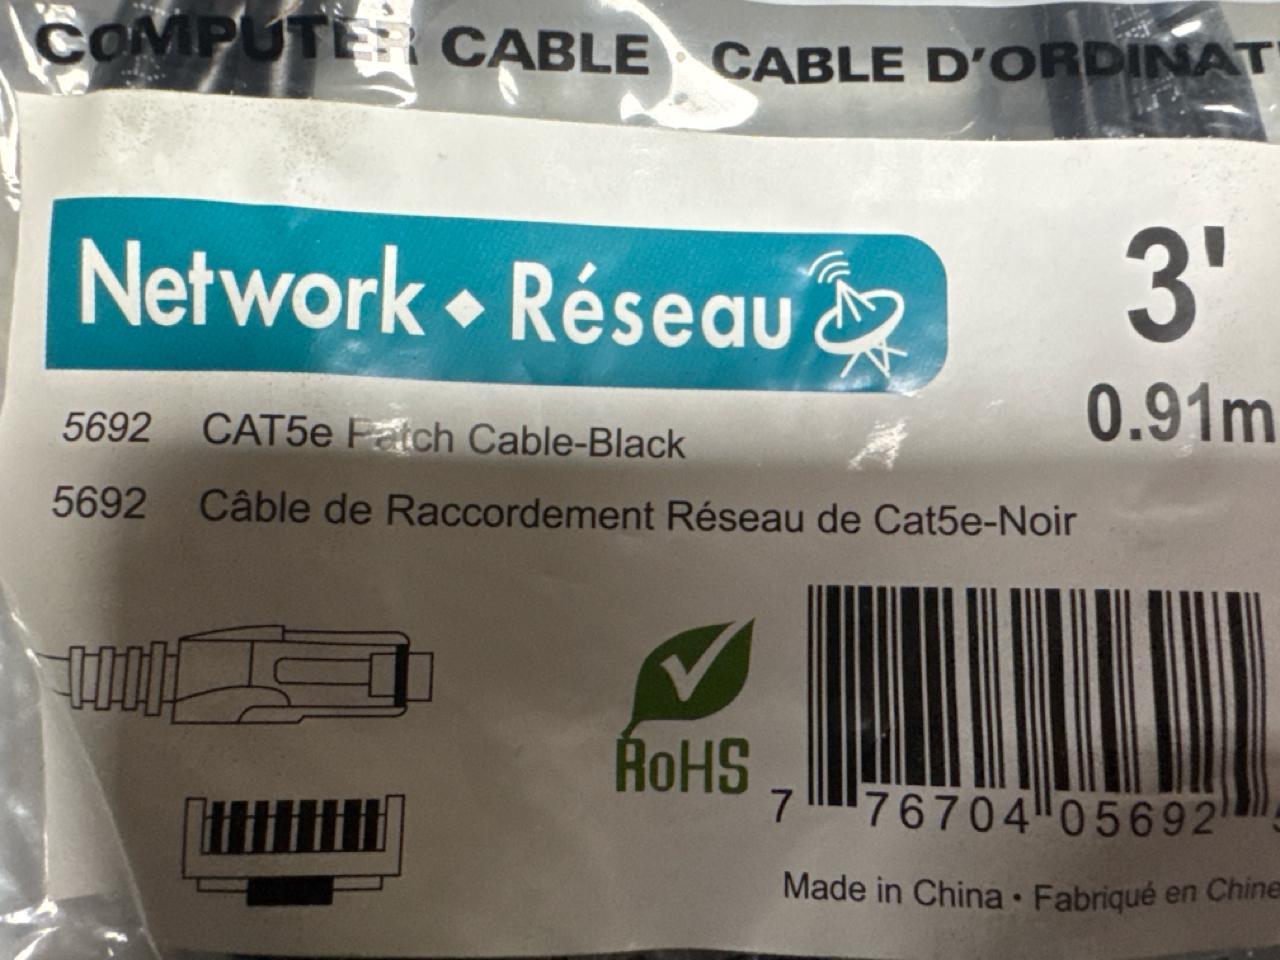 COMPUTER CABLE · CABLE D'ORDINAT
Network ◆ Réseau
3'
0.91m
5692 CAT5e Patch Cable-Black
5692 Câble de Raccordement Réseau de Cat5e-Noir
RoHS
7 76704 05692
Made in China • Fabriqué en Chine